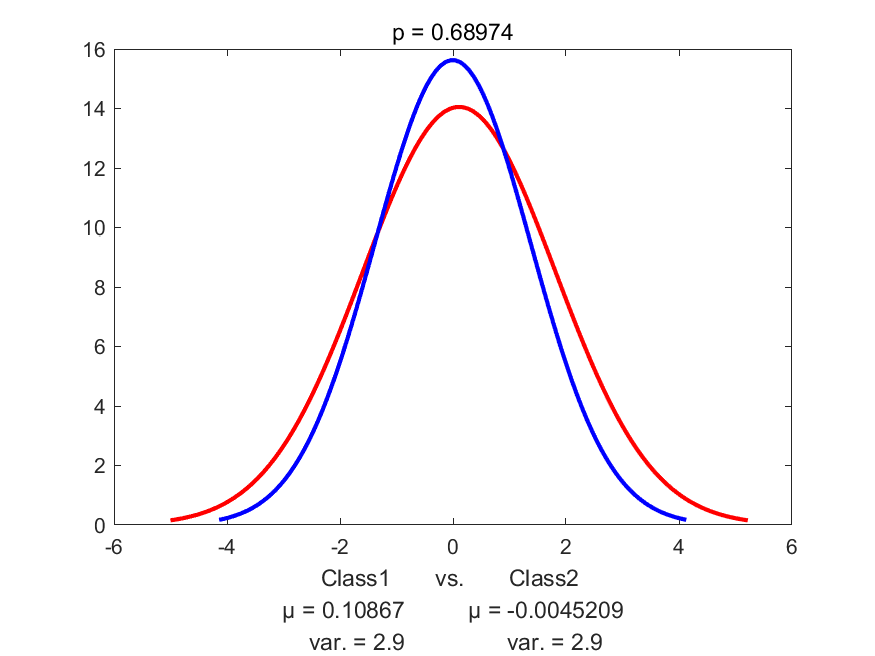 p = 0.68974
16
14
12
10
8
6
4
2
0
-6 -4 -2 0 2 4 6
Class1 vs. Class2
μ = 0.10867 μ = -0.0045209
var. = 2.9 var. = 2.9